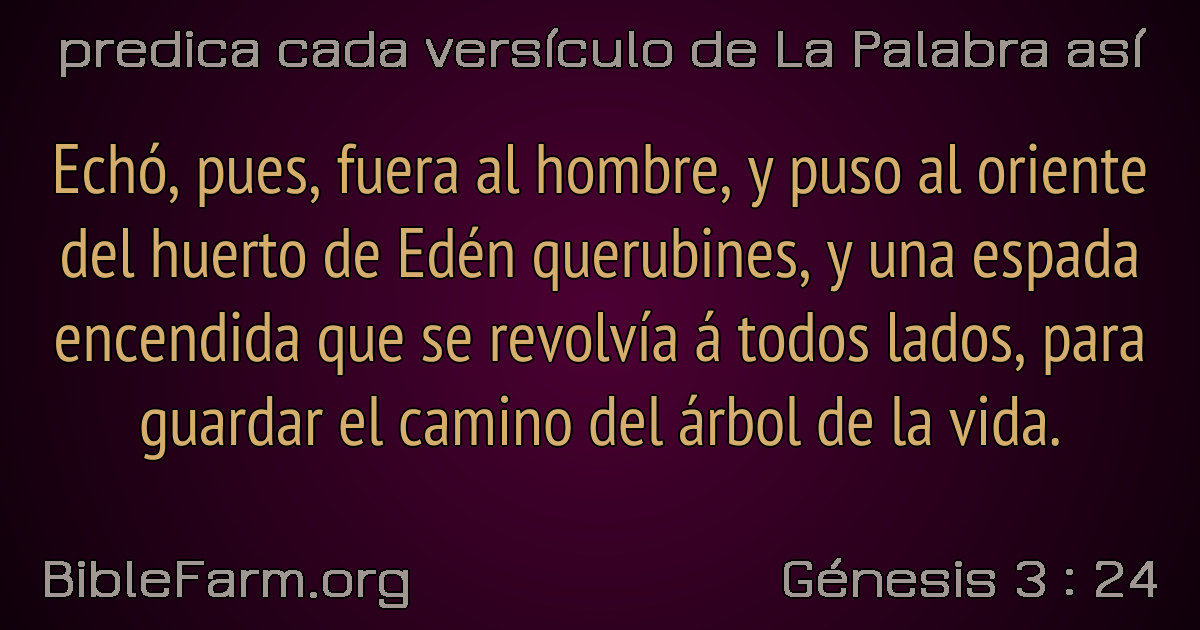 predica cada versículo de La Palabra así
Echó, pues, fuera al hombre, y puso al oriente
del huerto de Edén querubines, y una espada
encendida que se revolvía á todos lados, para
guardar el camino del árbol de la vida.
BibleFarm.org
Génesis 3 : 24